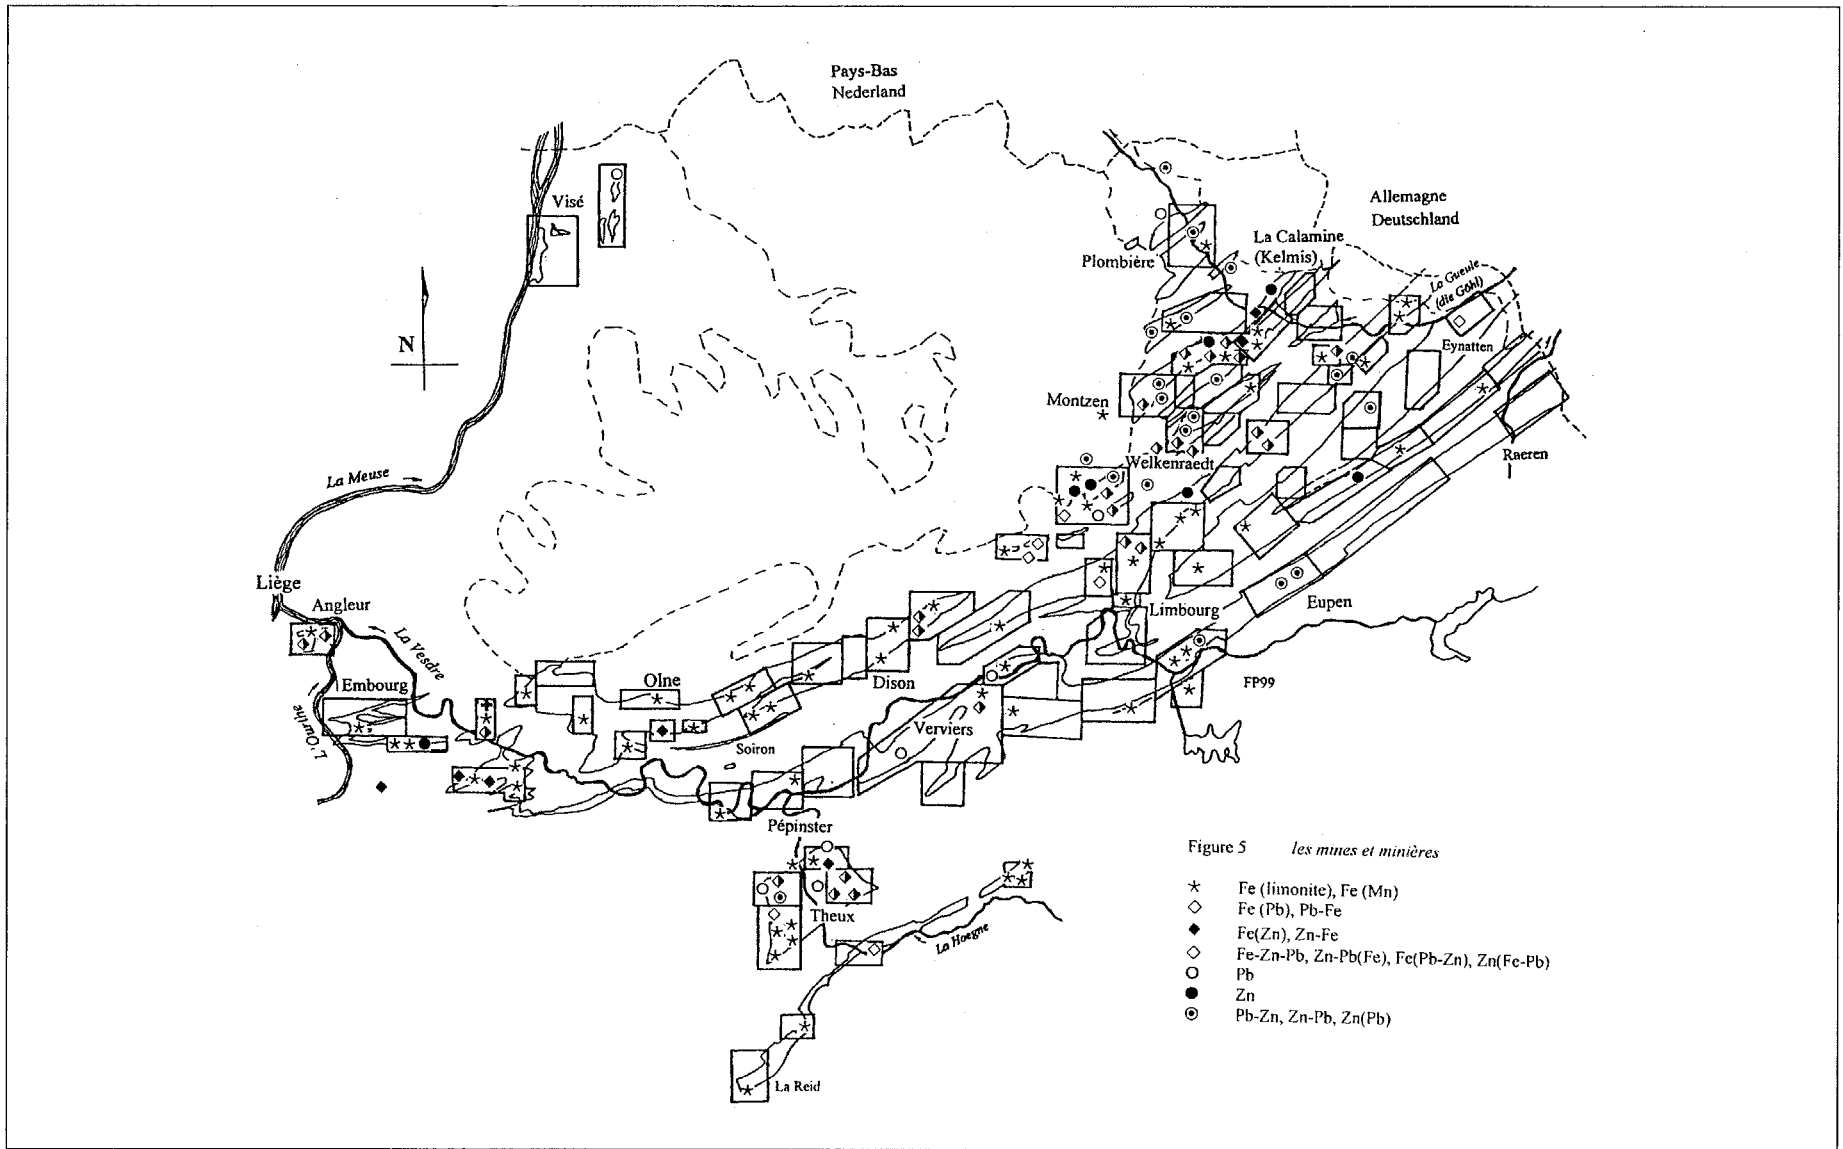 Pays-Bas
Nederland
Visé
Allemagne
Deutschland
La Calamine
(Kelmis)
Plombière
La Gueule
(die Göhl)
Eynatten
N
Montzen
Raeren
Welkenraedt
La Meuse
Liège
Angleur
La Vesdre
Limbourg
Eupen
Embourg
Olne
Dison
FP99
L'Ourthe
Soiron
Verviers
Pépinster
Theux
La Hoegne
La Reid
Figure 5 les mines et minières
Fe (limonite), Fe (Mn)
Fe (Pb), Pb-Fe
Fe(Zn), Zn-Fe
Fe-Zn-Pb, Zn-Pb(Fe), Fe(Pb-Zn), Zn(Fe-Pb)
Pb
Zn
Pb-Zn, Zn-Pb, Zn(Pb)